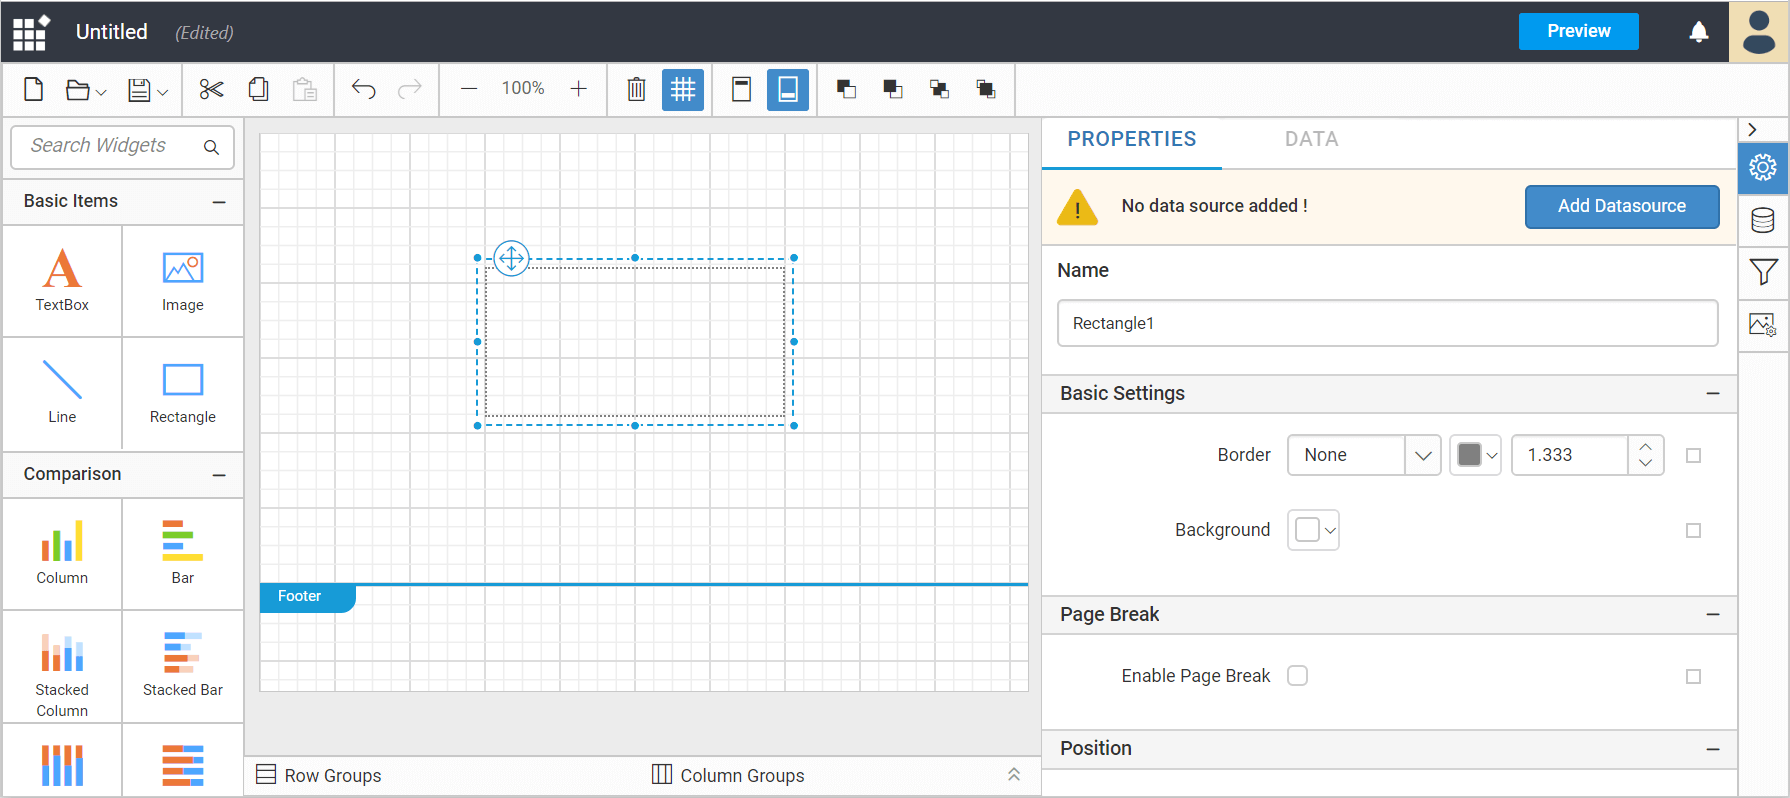 Untitled (Edited) Preview
100%
Search Widgets
Basic Items
TextBox Image
Line Rectangle
Comparison
Column Bar
Stacked Column Stacked Bar
Footer
Row Groups Column Groups
PROPERTIES DATA
No data source added ! Add Datasource
Name
Rectangle1
Basic Settings
Border None 1.333
Background
Page Break
Enable Page Break
Position